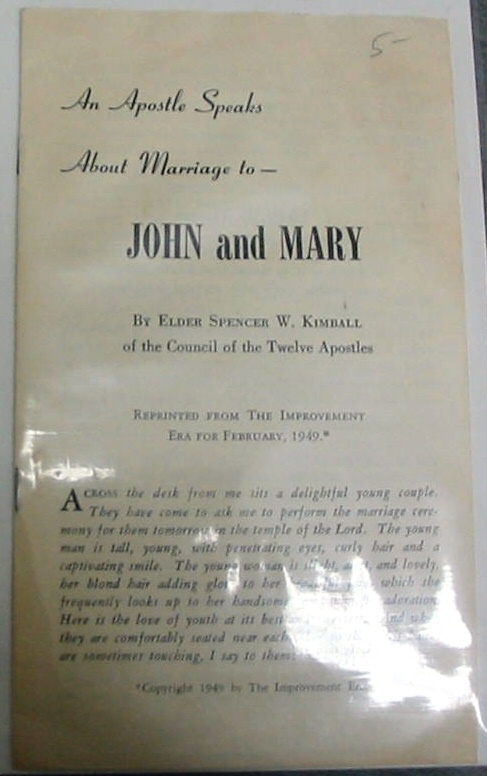 5-
An Apostle Speaks
About Marriage to —
JOHN and MARY
By Elder Spencer W. Kimball
of the Council of the Twelve Apostles
Reprinted from The Improvement
Era for February, 1949.*
Across the desk from me sits a delightful young couple.
They have come to ask me to perform the marriage cere-
mony for them tomorrow in the temple of the Lord. The young
man is tall, young, with penetrating eyes, curly hair and a
captivating smile. The young woman is and lovely,
her blond hair adding to her which she
frequently looks up to her handsome adoration
Here is the love of youth at its
they are comfortably seated near
are sometimes touching, I say to them
*Copyright 1949 by The Improvement